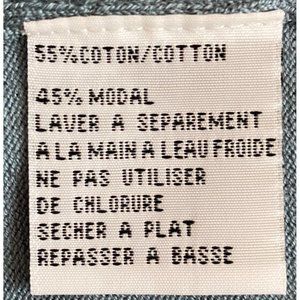 55%COTON/COTTON
45% MODAL
LAVER A SEPAREMENT
A LA MAIN A LEAU FROIDE
NE PAS UTILISER
DE CHLORURE
SECHER A PLAT
REPASSER A BASSE